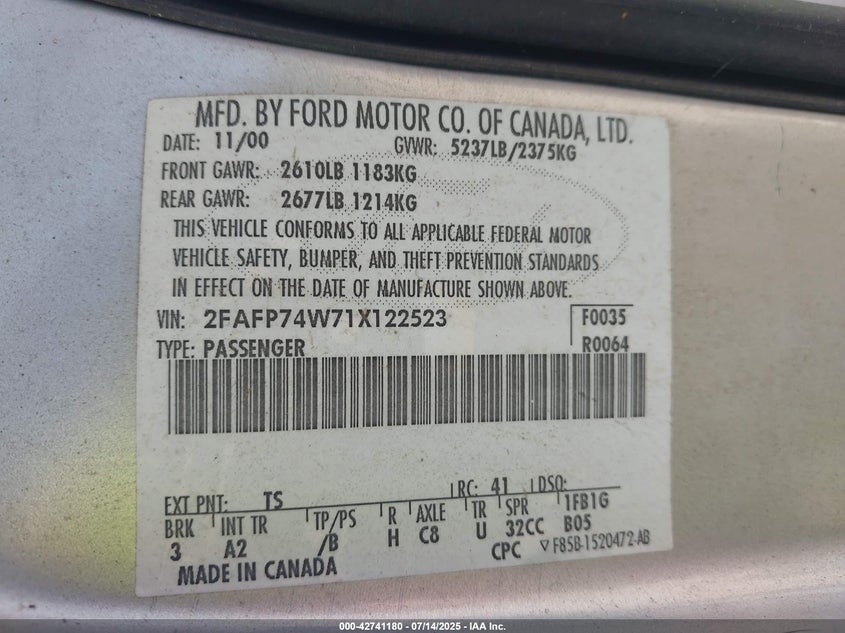 MFD. BY FORD MOTOR CO. OF CANADA, LTD.
DATE: 11/00 GVWR: 5237LB/2375KG
FRONT GAWR: 2610LB 1183KG
REAR GAWR: 2677LB 1214KG
THIS VEHICLE CONFORMS TO ALL APPLICABLE FEDERAL MOTOR
VEHICLE SAFETY, BUMPER, AND THEFT PREVENTION STANDARDS
IN EFFECT ON THE DATE OF MANUFACTURE SHOWN ABOVE.
VIN: 2FAFP74W71X122523 F0035
TYPE: PASSENGER R0064
EXT PNT: TS RC: 41 DSO:
BRK INT TR TP/PS R AXLE TR SPR 1FB1G
3 A2 /B H C8 U 32CC B05
MADE IN CANADA CPC ▽ F85B-1520472-AB
000-42741180 - 07/14/2025 - IAA Inc.